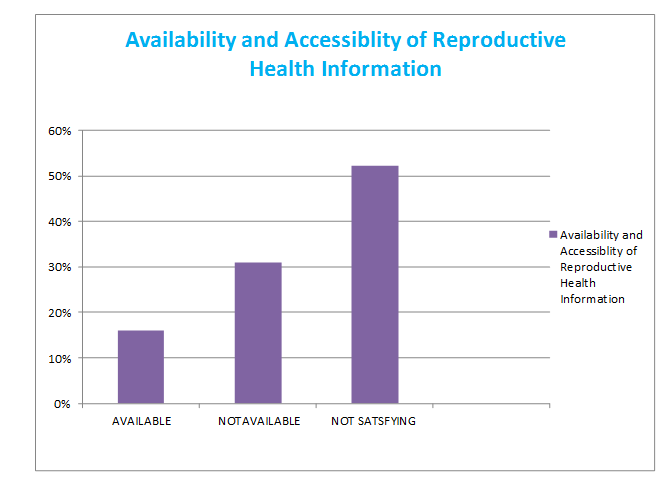 Availability and Accessiblity of Reproductive
Health Information
60%
50%
40%
30%
20%
10%
0%
AVAILABLE
NOTAVAILABLE
NOT SATSFYING
Availability and
Accessiblity of
Reproductive
Health
Information